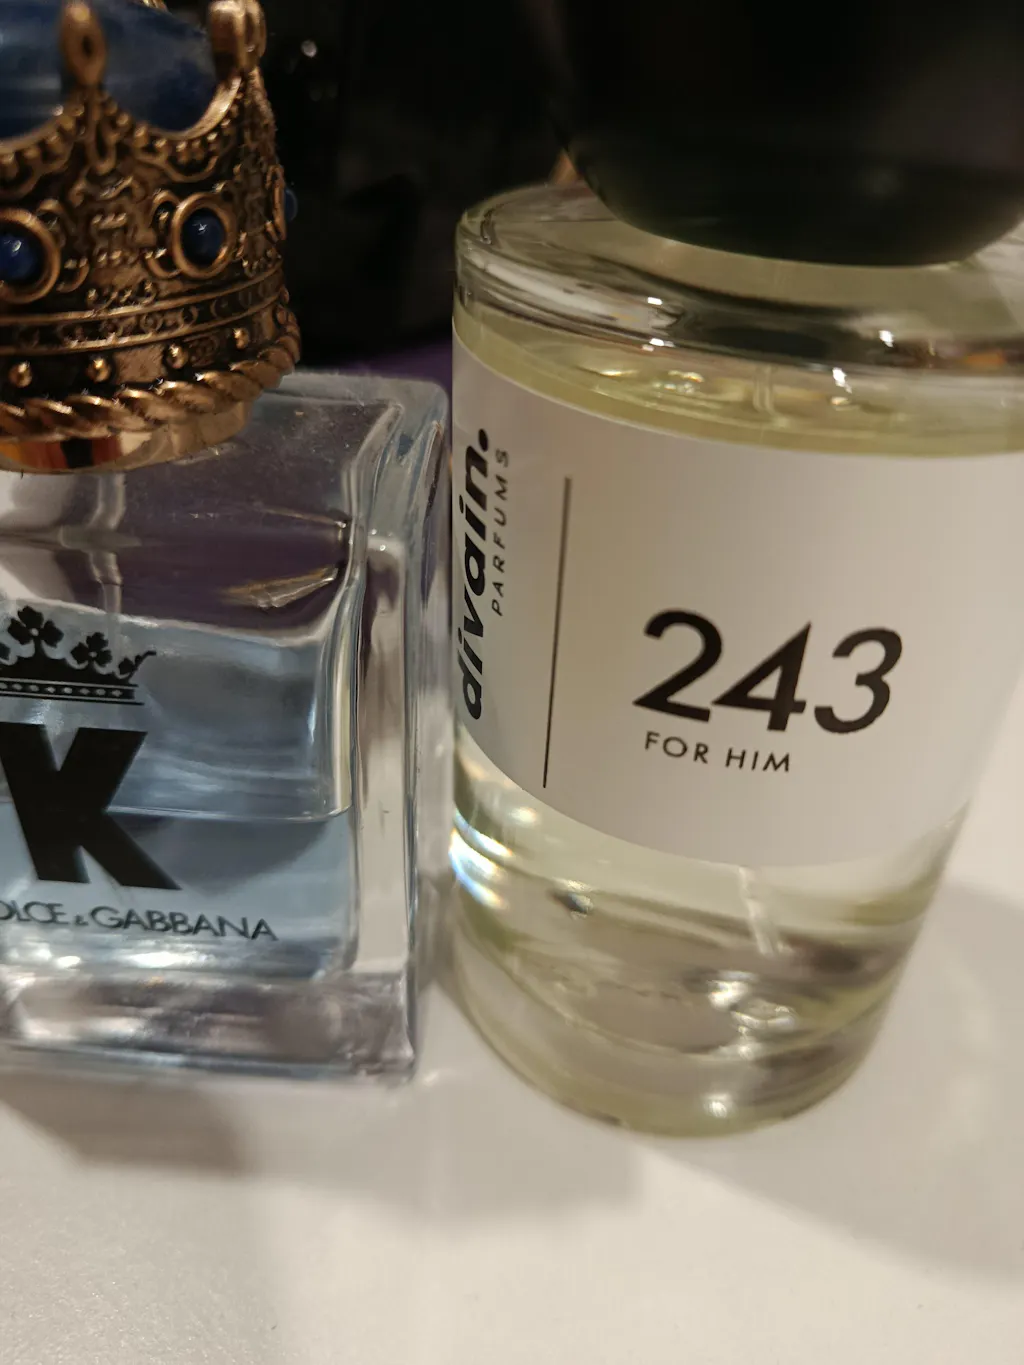 K
DOLCE & GABBANA
divain.
PARFUMS
243
FOR HIM